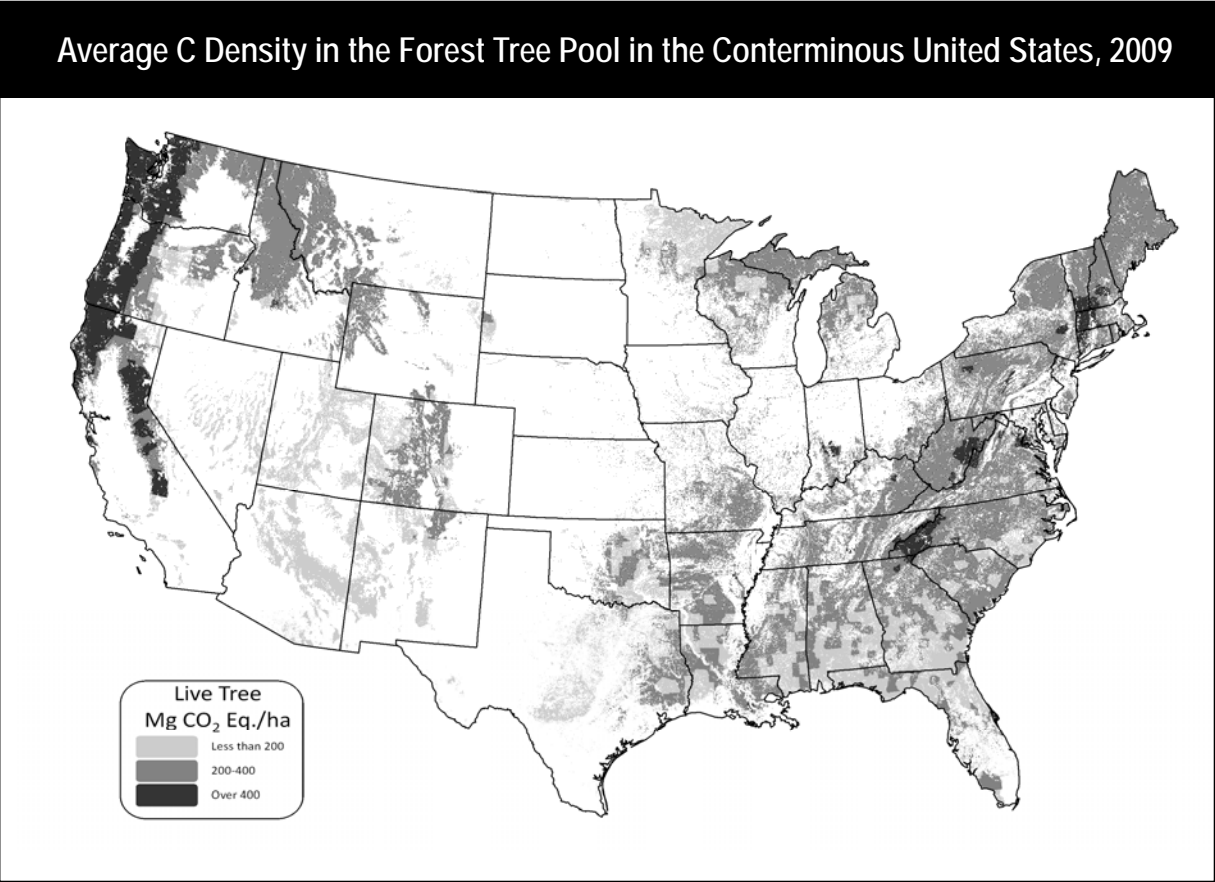 Average C Density in the Forest Tree Pool in the Conterminous United States, 2009
Live Tree
Mg CO₂ Eq./ha
Less than 200
200-400
Over 400